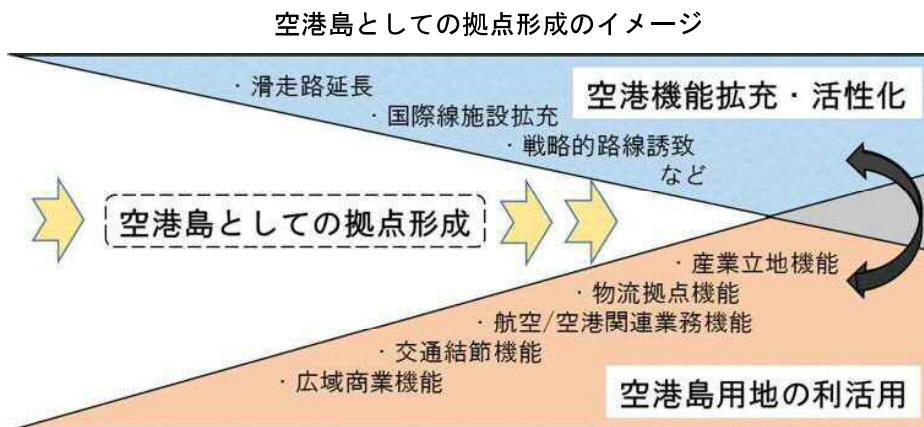 空港島としての拠点形成のイメージ
・滑走路延長
空港機能拡充・活性化
・国際線施設拡充
・戦略的路線誘致
など
空港島としての拠点形成
・産業立地機能
・物流拠点機能
・航空/空港関連業務機能
・交通結節機能
・広域商業機能
空港島用地の利活用